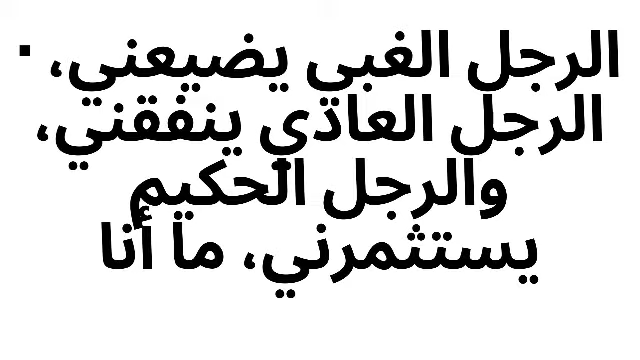 الرجل الغبي يضيعني، .
الرجل العادي ينفقني،
والرجل الحكيم
يستثمرني، ما أنا